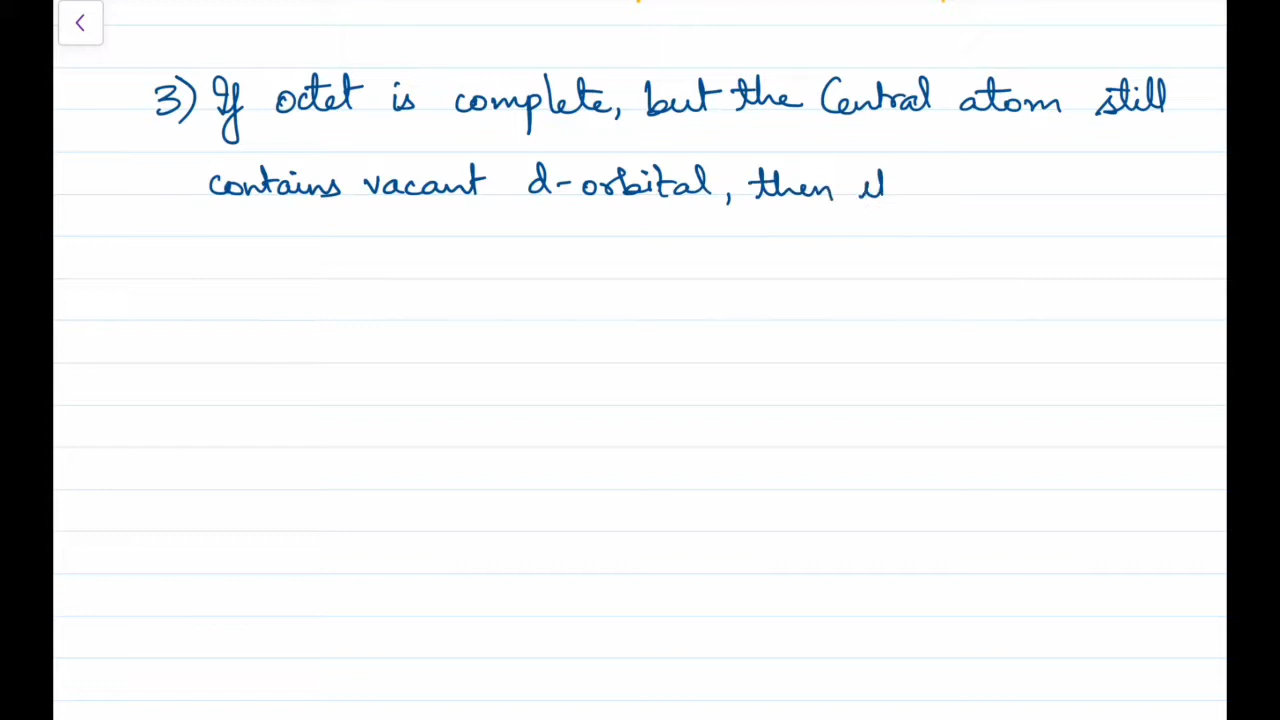 3) If octet is complete, but the Central atom still
contains vacant d-orbital, then